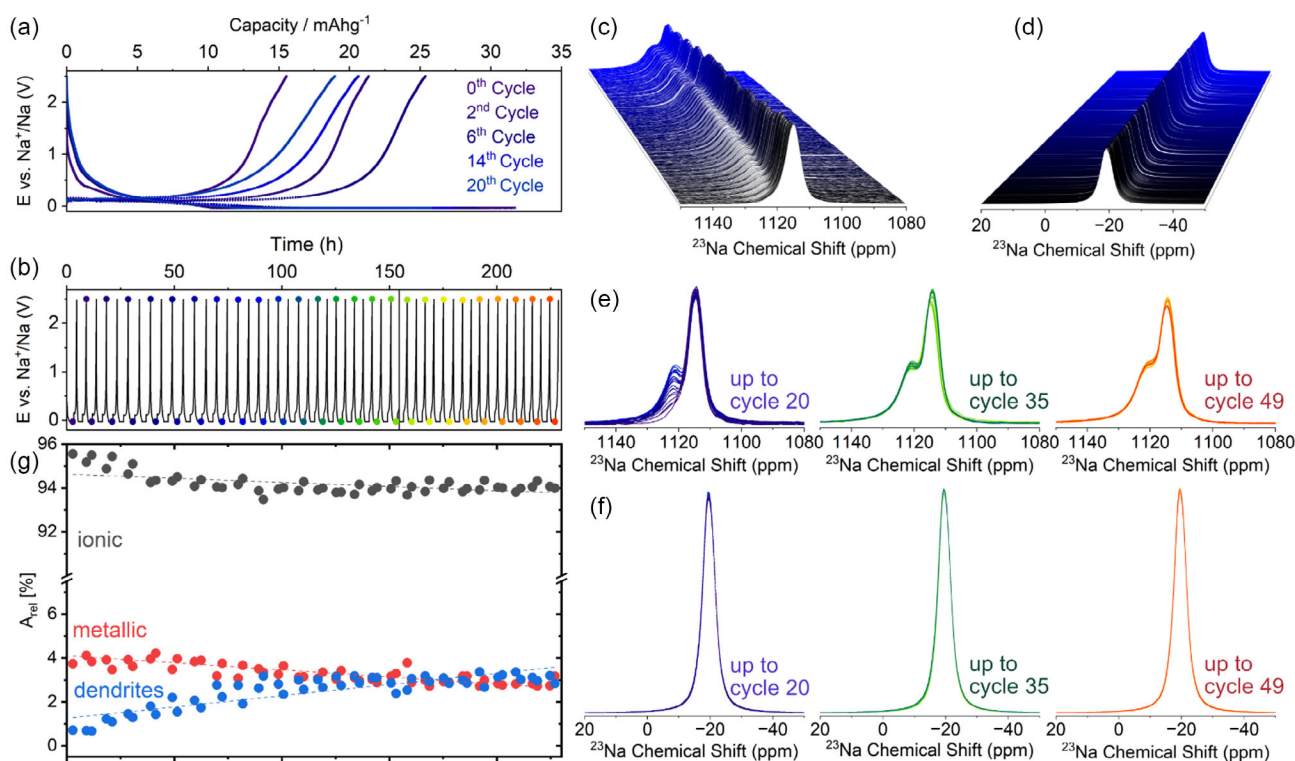 (a)
Capacity / mAhg⁻¹
0 5 10 15 20 25 30 35
E vs. Na⁺/Na (V)
2
1
0
0th Cycle
2nd Cycle
6th Cycle
14th Cycle
20th Cycle
Time (h)
(b)
0 50 100 150 200
E vs. Na⁺/Na (V)
2
1
0
(g)
96
94
92
6
4
2
0
A_rel [%]
ionic
metallic
dendrites
(c)
1140 1120 1100 1080
²³Na Chemical Shift (ppm)
(d)
20 0 −20 −40
²³Na Chemical Shift (ppm)
(e)
up to
cycle 20
1140 1120 1100 1080
²³Na Chemical Shift (ppm)
up to
cycle 35
1140 1120 1100 1080
²³Na Chemical Shift (ppm)
up to
cycle 49
1140 1120 1100 1080
²³Na Chemical Shift (ppm)
(f)
up to
cycle 20
20 0 −20 −40
²³Na Chemical Shift (ppm)
up to
cycle 35
20 0 −20 −40
²³Na Chemical Shift (ppm)
up to
cycle 49
20 0 −20 −40
²³Na Chemical Shift (ppm)